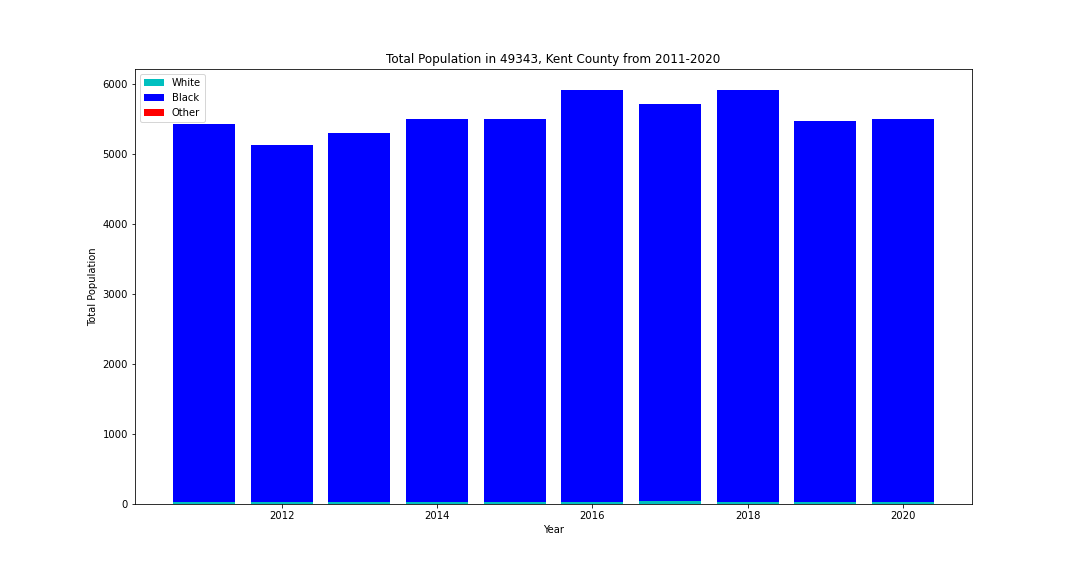 Total Population in 49343, Kent County from 2011-2020
White
Black
Other
6000
5000
4000
3000
2000
1000
0
Total Population
2012
2014
2016
2018
2020
Year